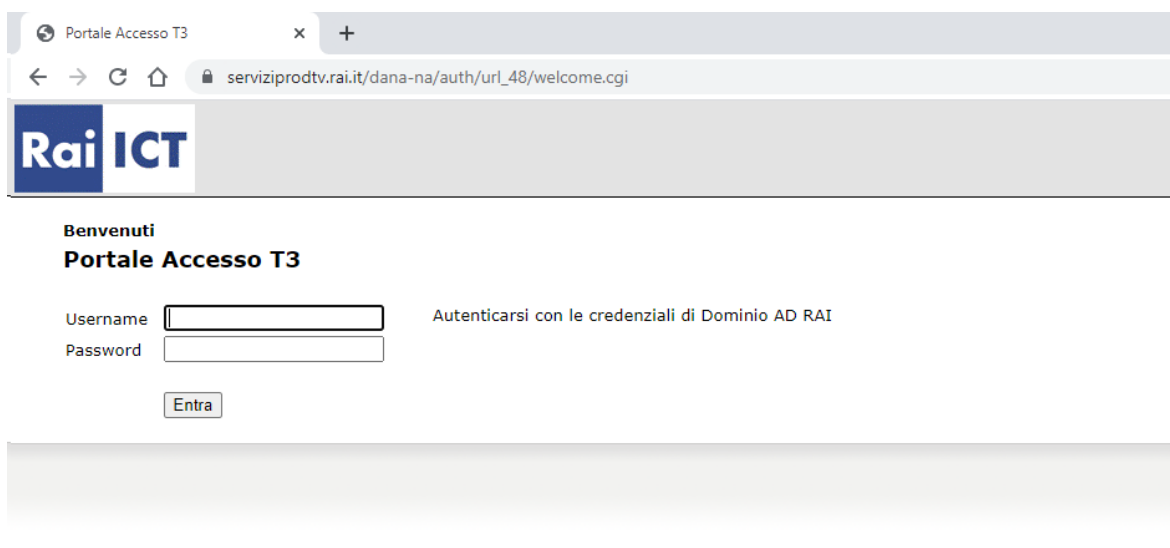 Portale Accesso T3
serviziprodtv.rai.it/dana-na/auth/url_48/welcome.cgi
Rai ICT
Benvenuti
Portale Accesso T3
Username
Autenticarsi con le credenziali di Dominio AD RAI
Password
Entra